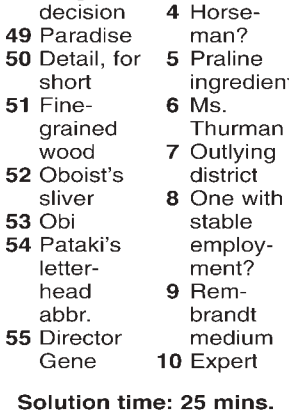 decision
49 Paradise
50 Detail, for
short
51 Fine-
grained
wood
52 Oboist's
sliver
53 Obi
54 Pataki's
letter-
head
abbr.
55 Director
Gene
4 Horse-
man?
5 Praline
ingredient
6 Ms.
Thurman
7 Outlying
district
8 One with
stable
employ-
ment?
9 Rem-
brandt
medium
10 Expert
Solution time: 25 mins.